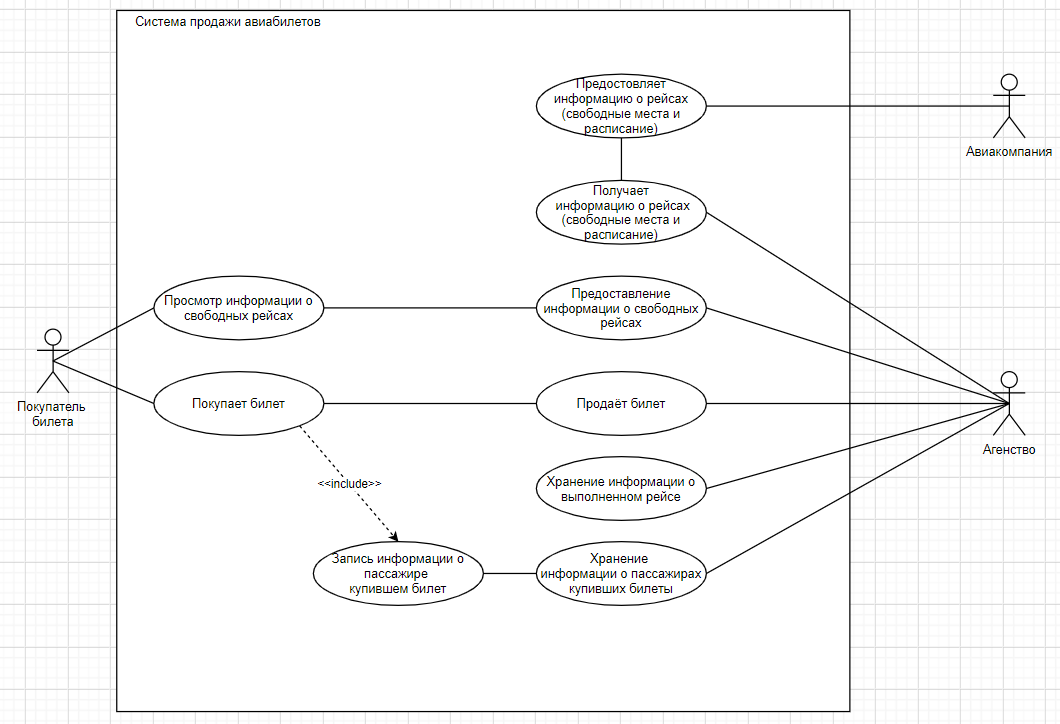 Система продажи авиабилетов
Предостовляет
информацию о рейсах
(свободные места и
расписание)
Авиакомпания
Получает
информацию о рейсах
(свободные места и
расписание)
Просмотр информации о
свободных рейсах
Предоставление
информации о свободных
рейсах
Покупатель
билета
Покупает билет
Продаёт билет
Агенство
<<include>>
Хранение информации о
выполненном рейсе
Запись информации о
пассажире
купившем билет
Хранение
информации о пассажирах
купивших билеты